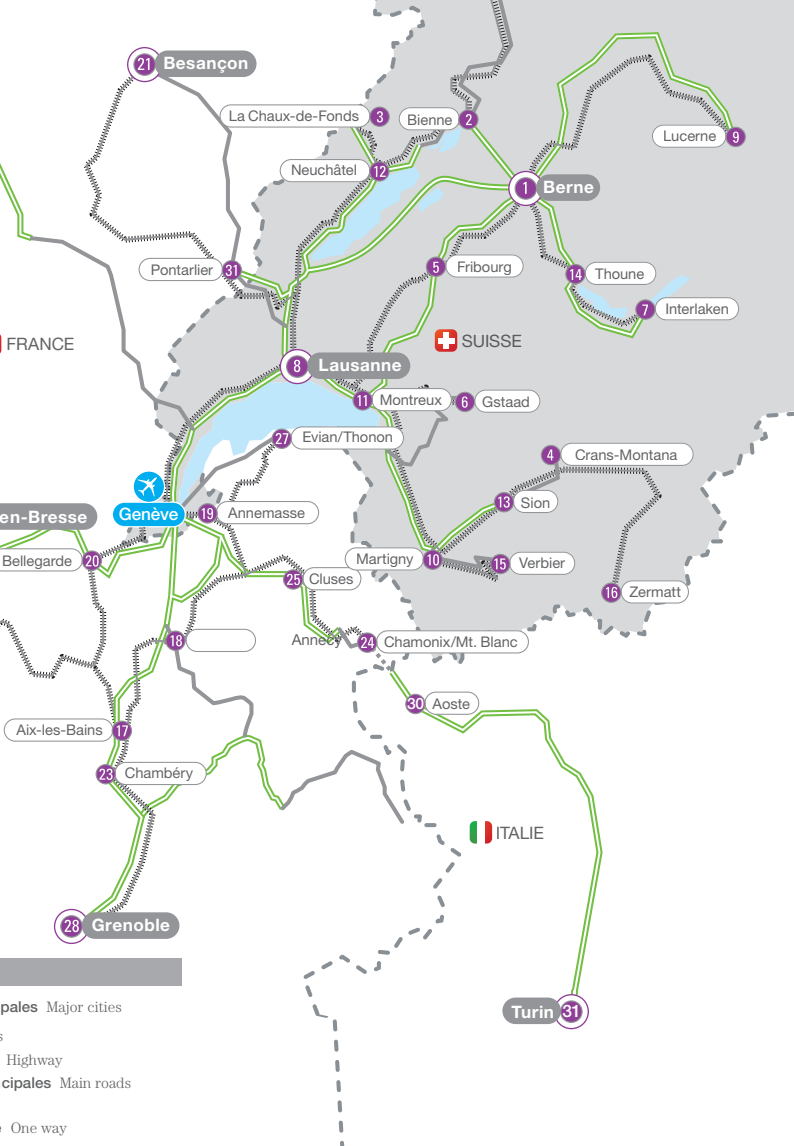 21 Besançon
La Chaux-de-Fonds 3
Bienne 2
Lucerne 9
Neuchâtel 12
1 Berne
Pontarlier 31
5 Fribourg
14 Thoune
7 Interlaken
FRANCE
SUISSE
8 Lausanne
11 Montreux
6 Gstaad
27 Evian/Thonon
4 Crans-Montana
13 Sion
en-Bresse
Genève
19 Annemasse
Bellegarde 20
Martigny 10
15 Verbier
25 Cluses
16 Zermatt
18
Annecy
24 Chamonix/Mt. Blanc
30 Aoste
Aix-les-Bains 17
23 Chambéry
ITALIE
28 Grenoble
Turin 31
pales Major cities
s
Highway
cipales Main roads
One way